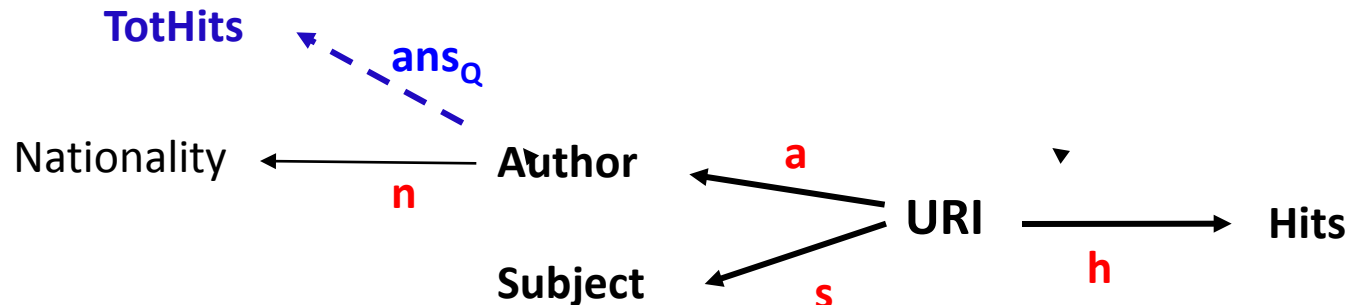 TotHits
ansQ
Nationality
n
Author
a
URI
h
Hits
Subject
s